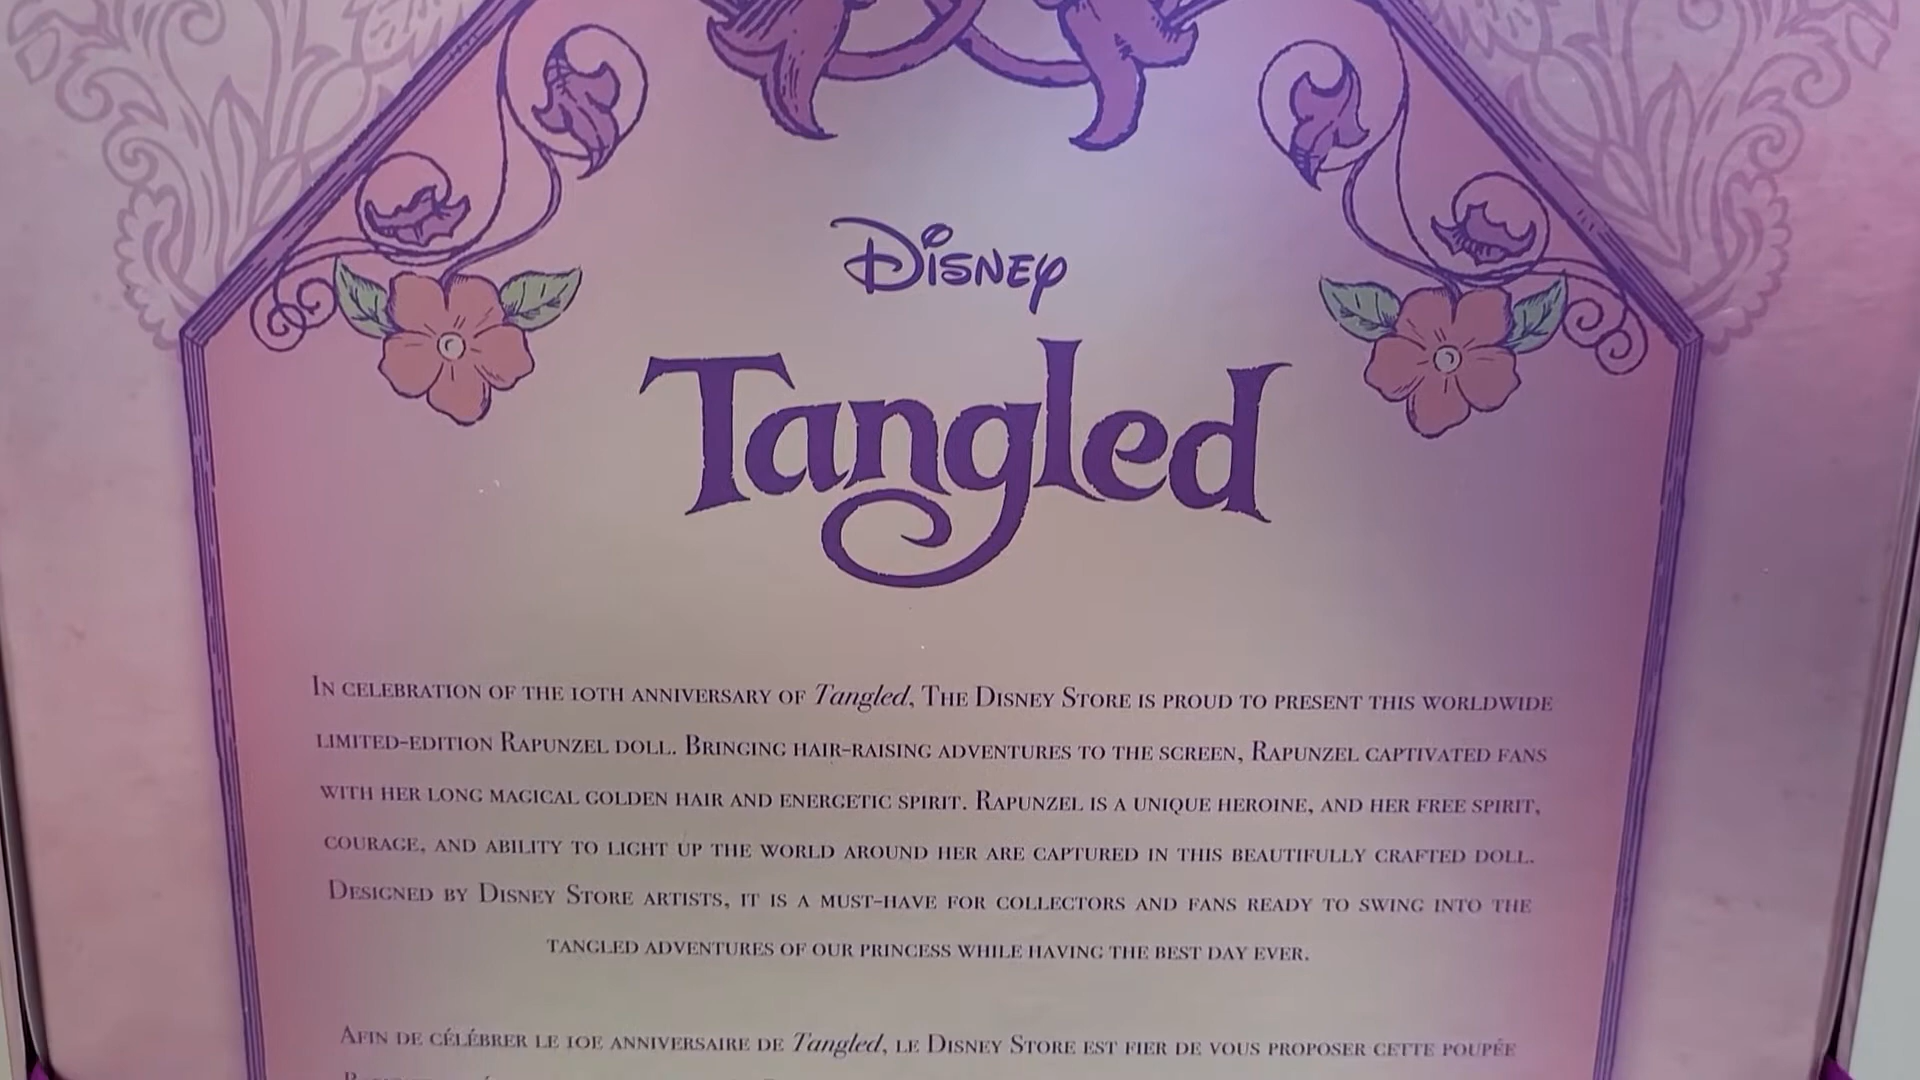 Disney
Tangled
In celebration of the 10th anniversary of Tangled, The Disney Store is proud to present this worldwide
limited-edition Rapunzel doll. Bringing hair-raising adventures to the screen, Rapunzel captivated fans
with her long magical golden hair and energetic spirit. Rapunzel is a unique heroine, and her free spirit,
courage, and ability to light up the world around her are captured in this beautifully crafted doll.
Designed by Disney Store artists, it is a must-have for collectors and fans ready to swing into the
tangled adventures of our princess while having the best day ever.
Afin de célébrer le 10e anniversaire de Tangled, le Disney Store est fier de vous proposer cette poupée